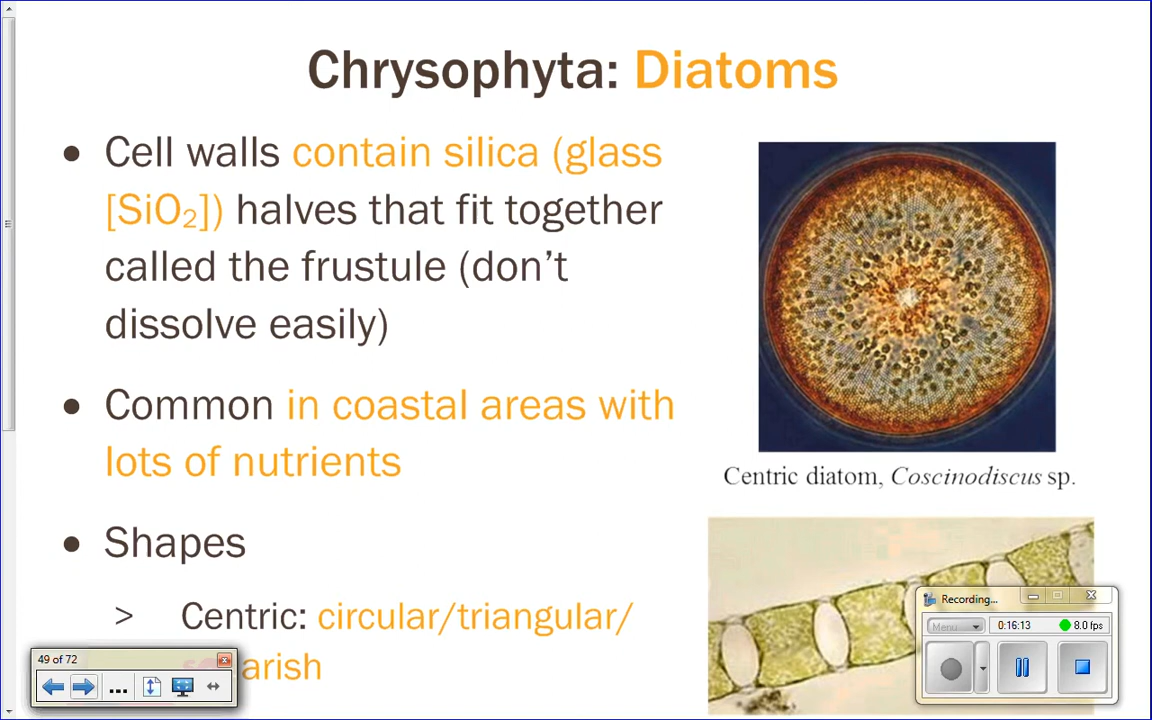 Chrysophyta: Diatoms
• Cell walls contain silica (glass
[SiO₂]) halves that fit together
called the frustule (don't
dissolve easily)
• Common in coastal areas with
lots of nutrients
• Shapes
> Centric: circular/triangular/
arish
Centric diatom, Coscinodiscus sp.
49 of 72
...
Recording...
Menu
0:16:13
8.0 fps